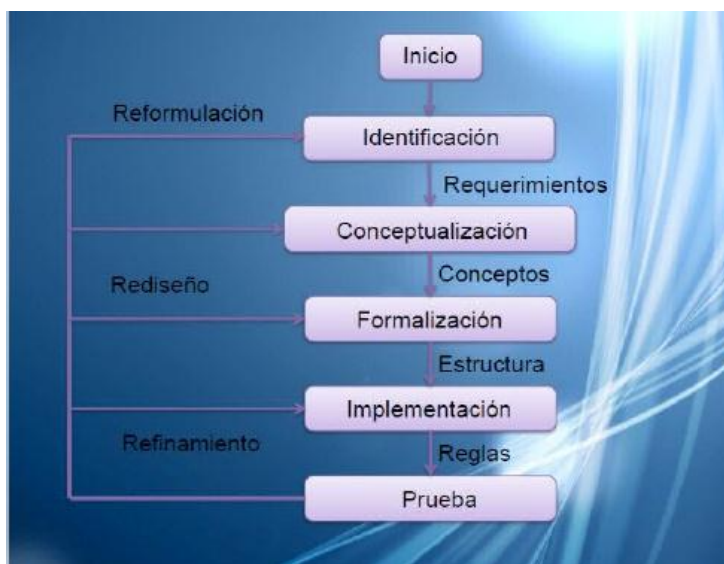 Inicio
Reformulación
Identificación
Requerimientos
Conceptualización
Conceptos
Rediseño
Formalización
Estructura
Implementación
Refinamiento
Reglas
Prueba